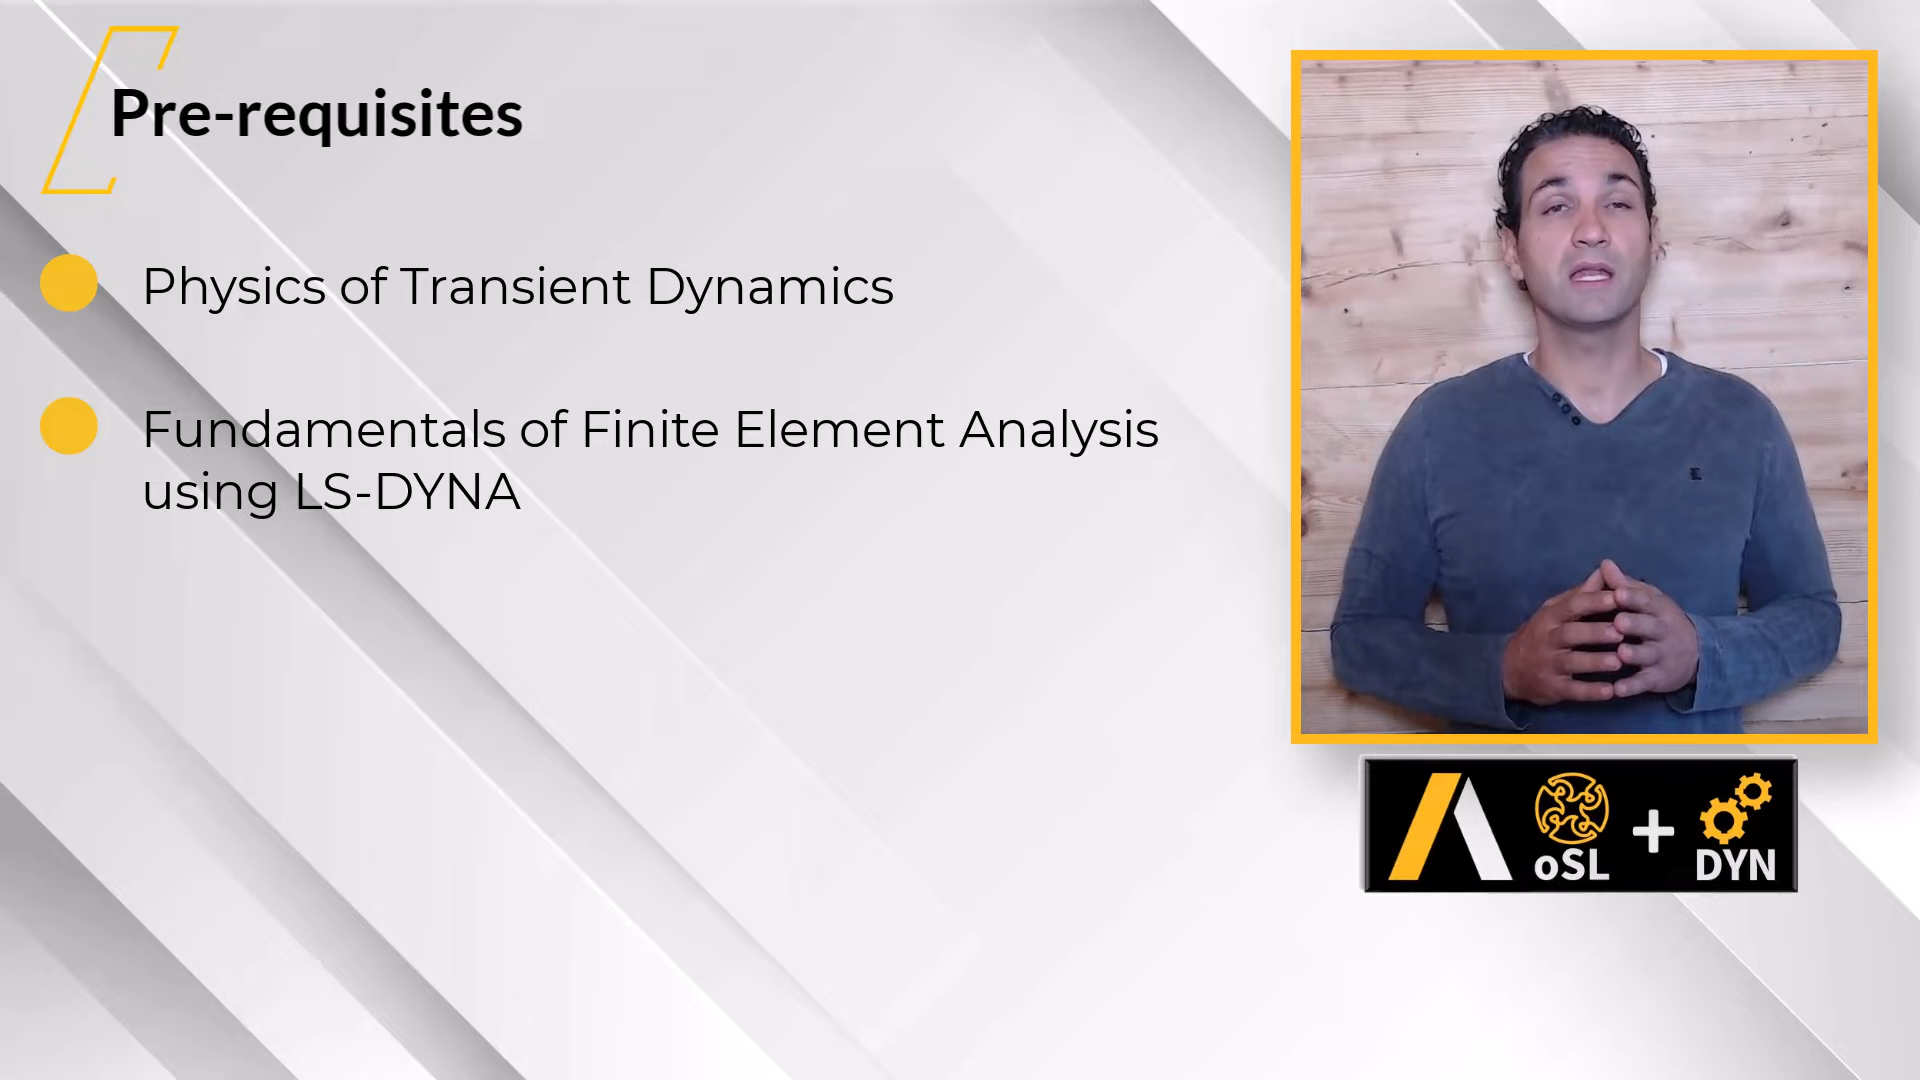 Pre-requisites
Physics of Transient Dynamics
Fundamentals of Finite Element Analysis
using LS-DYNA
oSL + DYN